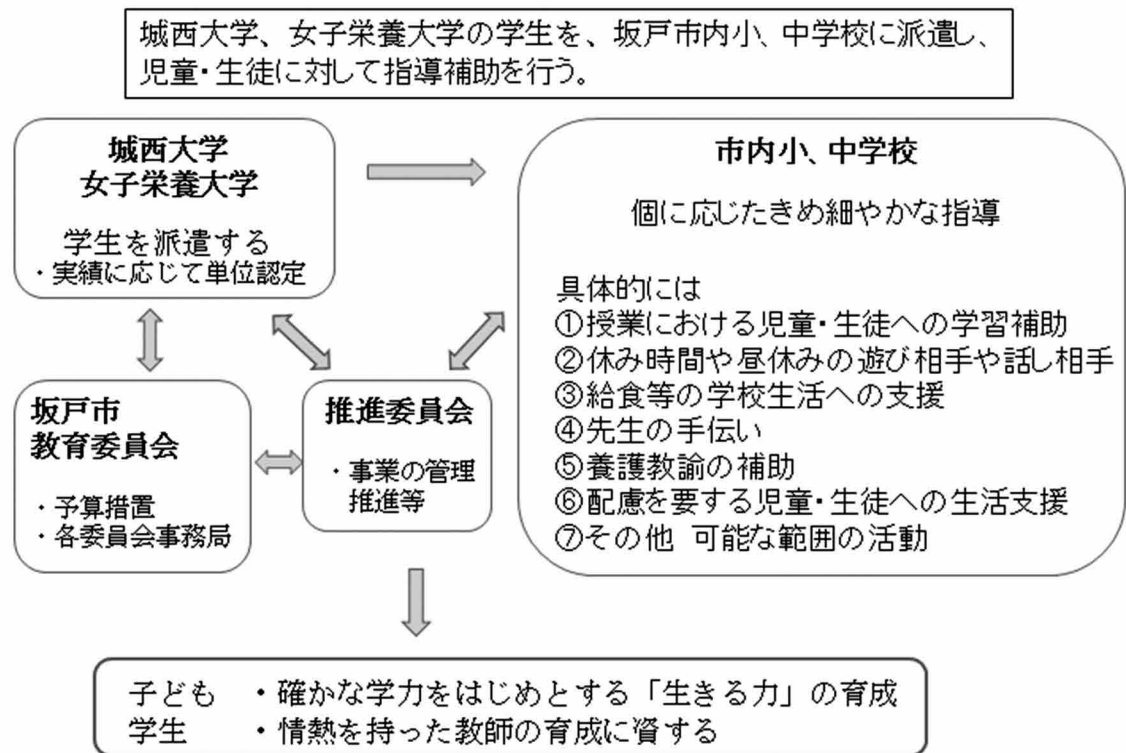 城西大学、女子栄養大学の学生を、坂戸市内小、中学校に派遣し、
児童・生徒に対して指導補助を行う。
城西大学
女子栄養大学
学生を派遣する
・実績に応じて単位認定
市内小、中学校
個に応じたきめ細やかな指導
具体的には
①授業における児童・生徒への学習補助
②休み時間や昼休みの遊び相手や話し相手
③給食等の学校生活への支援
④先生の手伝い
⑤養護教諭の補助
⑥配慮を要する児童・生徒への生活支援
⑦その他 可能な範囲の活動
坂戸市
教育委員会
・予算措置
・各委員会事務局
推進委員会
・事業の管理
推進等
子ども ・確かな学力をはじめとする「生きる力」の育成
学生 ・情熱を持った教師の育成に資する